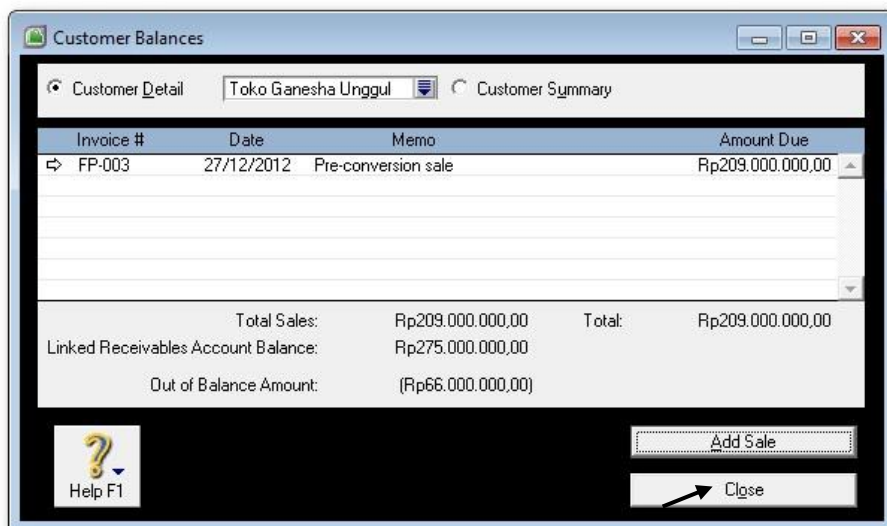 Customer Balances
Customer Detail Toko Ganesha Unggul Customer Summary
Invoice # Date Memo Amount Due
FP-003 27/12/2012 Pre-conversion sale Rp209.000.000,00
Total Sales: Rp209.000.000,00 Total: Rp209.000.000,00
Linked Receivables Account Balance: Rp275.000.000,00
Out of Balance Amount: (Rp66.000.000,00)
Add Sale
Help F1
Close